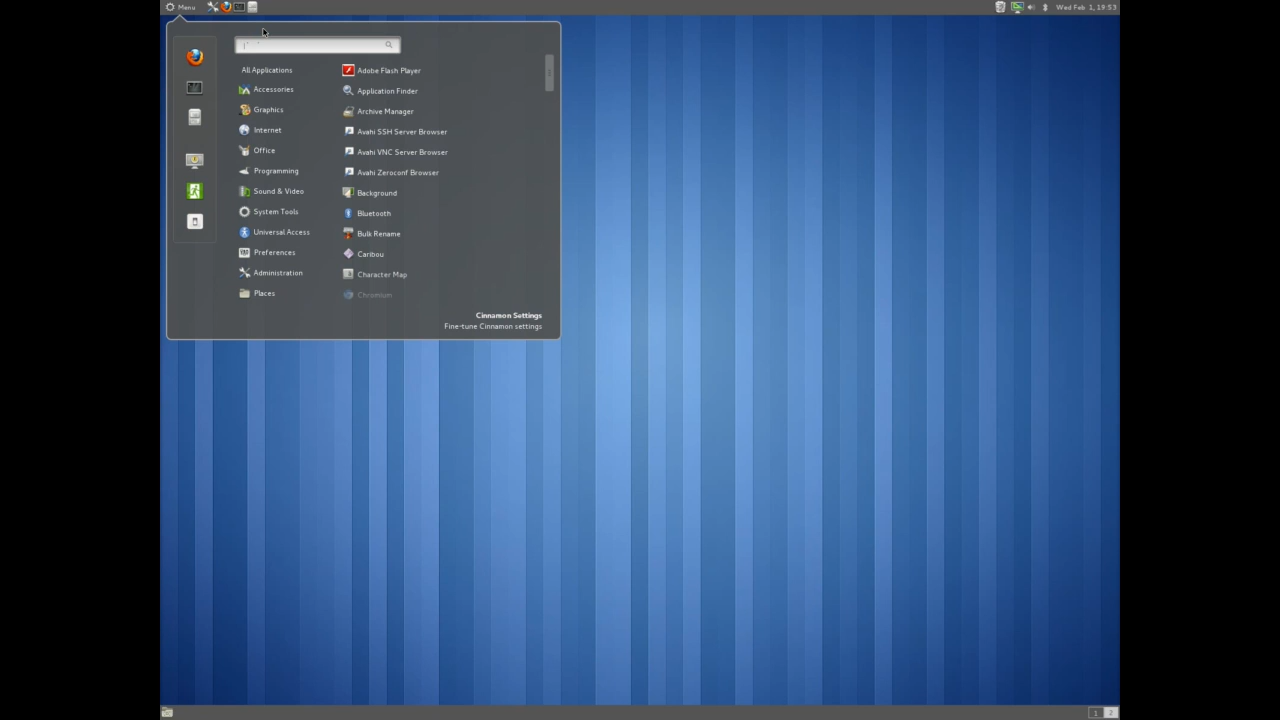 Menu
Wed Feb 1, 19:53
All Applications
Accessories
Graphics
Internet
Office
Programming
Sound & Video
System Tools
Universal Access
Preferences
Administration
Places
Adobe Flash Player
Application Finder
Archive Manager
Avahi SSH Server Browser
Avahi VNC Server Browser
Avahi Zeroconf Browser
Background
Bluetooth
Bulk Rename
Caribou
Character Map
Chromium
Cinnamon Settings
Fine-tune Cinnamon settings
1 2